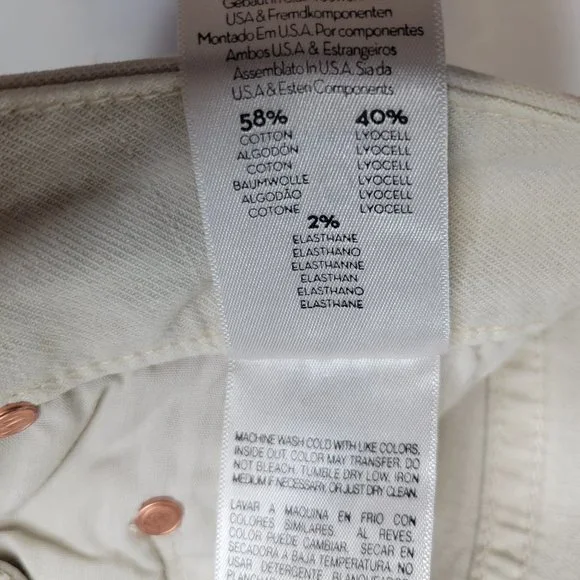 USA & Fremdkomponenten
Montado Em U.S.A. Por componentes
Ambos U.S.A & Estrangeiros
Assemblato In U.S.A. Sia da
U.S.A & Esteri Components
58% 40%
COTTON LYOCELL
ALGODÓN LYOCELL
COTON LYOCELL
BAUMWOLLE LYOCELL
ALGODÃO LYOCELL
COTONE LYOCELL
2%
ELASTHANE
ELASTHANO
ELASTHANNE
ELASTHAN
ELASTHANO
ELASTHANE
MACHINE WASH COLD WITH LIKE COLORS,
INSIDE OUT. COLOR MAY TRANSFER. DO
NOT BLEACH. TUMBLE DRY LOW. IRON
MEDIUM IF NECESSARY, OR JUST DRY CLEAN.
LAVAR A MAQUINA EN FRIO CON
COLORES SIMILARES AL REVES.
COLOR PUEDE CAMBIAR. SECAR EN
SECADORA A BAJA TEMPERATURA. NO
USAR DETERGENTE BLANQUEADOR